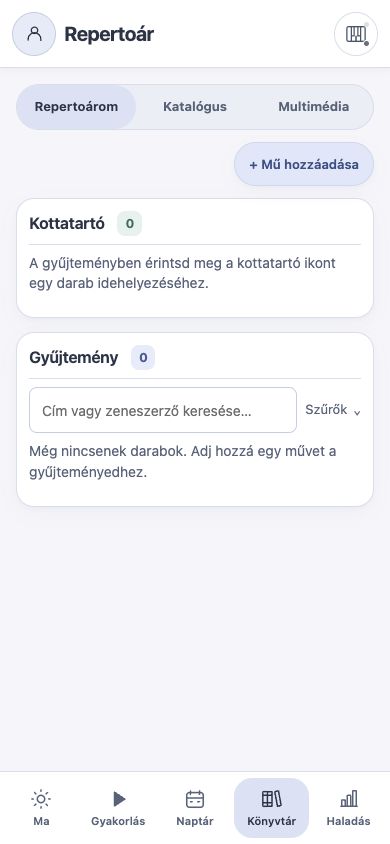 Repertoár
Repertoárom
Katalógus
Multimédia
+ Mű hozzáadása
Kottatartó 0
A gyűjteményben érintsd meg a kottatartó ikont
egy darab idehelyezéséhez.
Gyűjtemény 0
Cím vagy zeneszerző keresése...
Szűrők
Még nincsenek darabok. Adj hozzá egy művet a
gyűjteményedhez.
Ma
Gyakorlás
Naptár
Könyvtár
Haladás